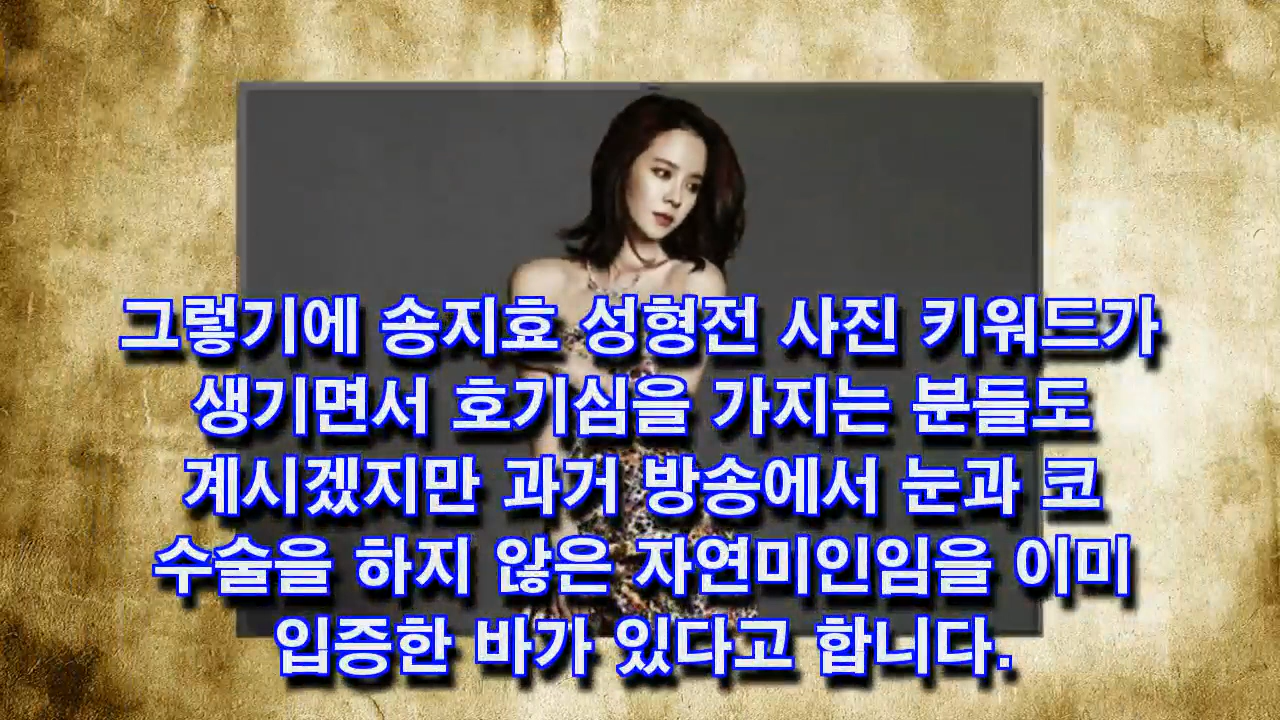 그렇기에 송지효 성형전 사진 키워드가
생기면서 호기심을 가지는 분들도
계시겠지만 과거 방송에서 눈과 코
수술을 하지 않은 자연미인임을 이미
입증한 바가 있다고 합니다.